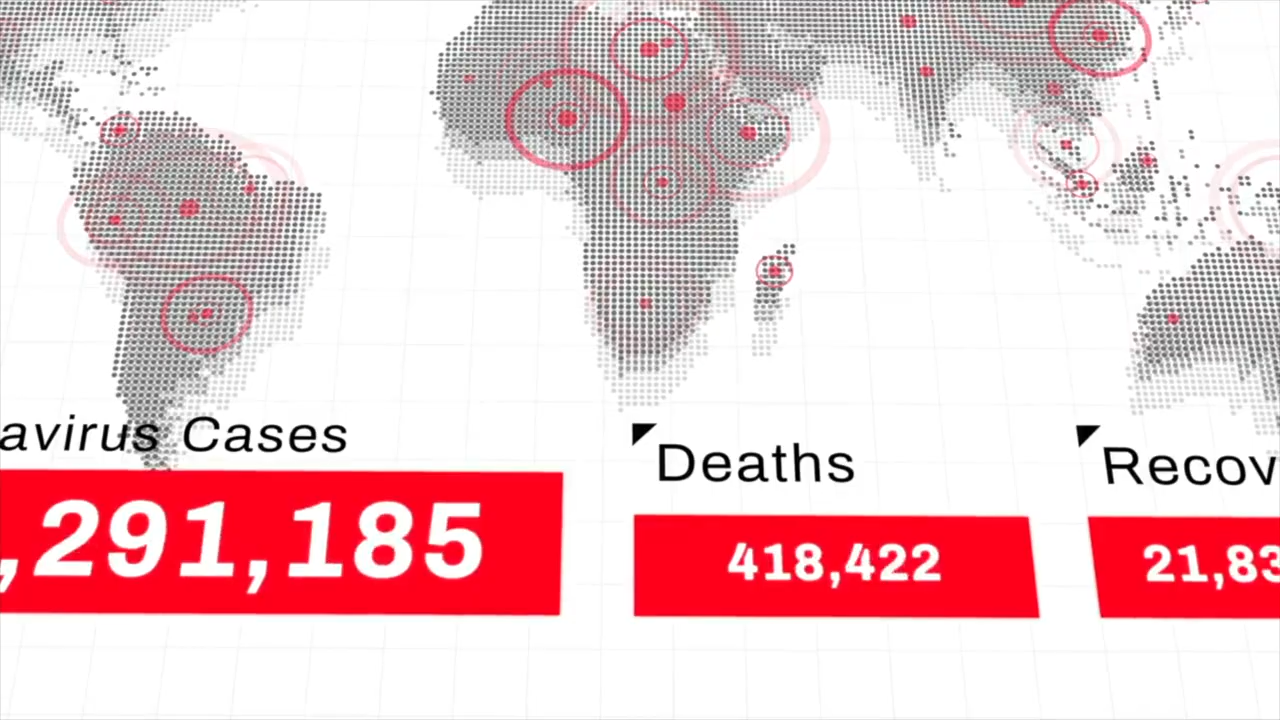 avirus Cases
Deaths
Recov
,291,185
418,422
21,83